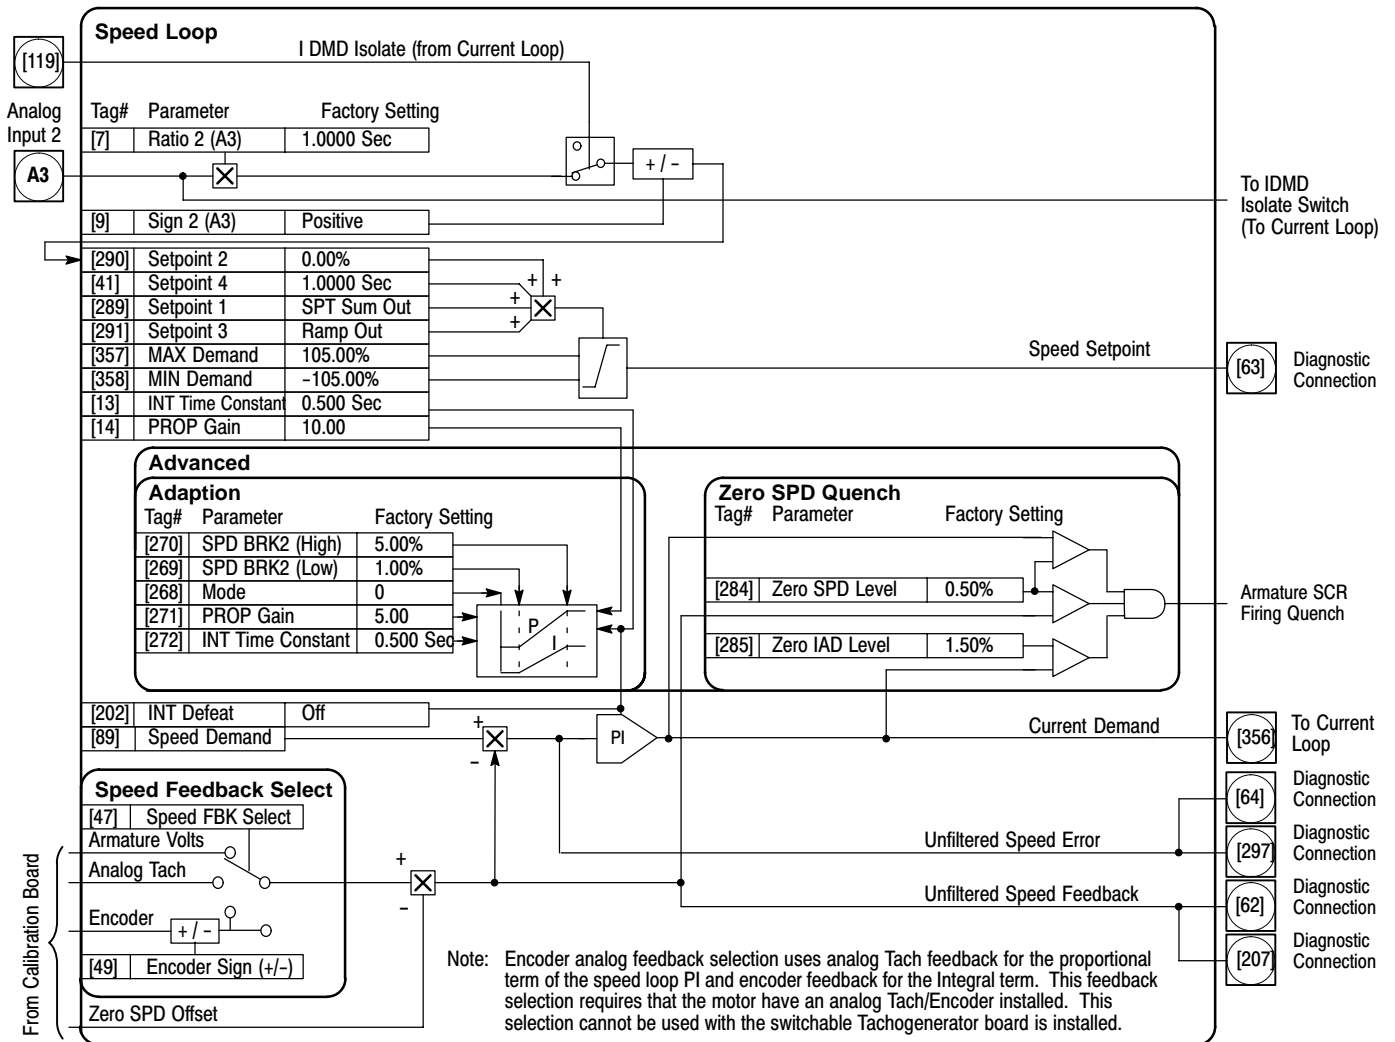 Speed Loop
[119]
I DMD Isolate (from Current Loop)
Analog
Input 2
Tag# Parameter Factory Setting
[7] Ratio 2 (A3) 1.0000 Sec
A3
+ / -
To IDMD
Isolate Switch
(To Current Loop)
[9] Sign 2 (A3) Positive
[290] Setpoint 2 0.00%
[41] Setpoint 4 1.0000 Sec
[289] Setpoint 1 SPT Sum Out
[291] Setpoint 3 Ramp Out
[357] MAX Demand 105.00%
[358] MIN Demand -105.00%
[13] INT Time Constant 0.500 Sec
[14] PROP Gain 10.00
+ +
+
+
Speed Setpoint
[63]
Diagnostic
Connection
Advanced
Adaption
Tag# Parameter Factory Setting
[270] SPD BRK2 (High) 5.00%
[269] SPD BRK2 (Low) 1.00%
[268] Mode 0
[271] PROP Gain 5.00
[272] INT Time Constant 0.500 Sec
P
I
Zero SPD Quench
Tag# Parameter Factory Setting
[284] Zero SPD Level 0.50%
[285] Zero IAD Level 1.50%
Armature SCR
Firing Quench
[202] INT Defeat Off
[89] Speed Demand
+
-
PI
Current Demand
[356]
To Current
Loop
Speed Feedback Select
[47] Speed FBK Select
Armature Volts
Analog Tach
Encoder
+ / -
[49] Encoder Sign (+/-)
Zero SPD Offset
From Calibration Board
+
-
[64]
Diagnostic
Connection
Unfiltered Speed Error
[297]
Diagnostic
Connection
Unfiltered Speed Feedback
[62]
Diagnostic
Connection
[207]
Diagnostic
Connection
Note: Encoder analog feedback selection uses analog Tach feedback for the proportional
term of the speed loop PI and encoder feedback for the Integral term. This feedback
selection requires that the motor have an analog Tach/Encoder installed. This
selection cannot be used with the switchable Tachogenerator board is installed.